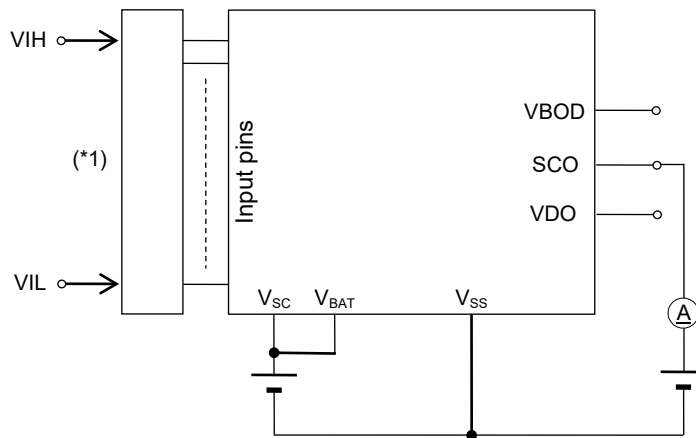 VIH
(*1)
VIL
Input pins
VBOD
SCO
VDO
VSC
VBAT
VSS
A